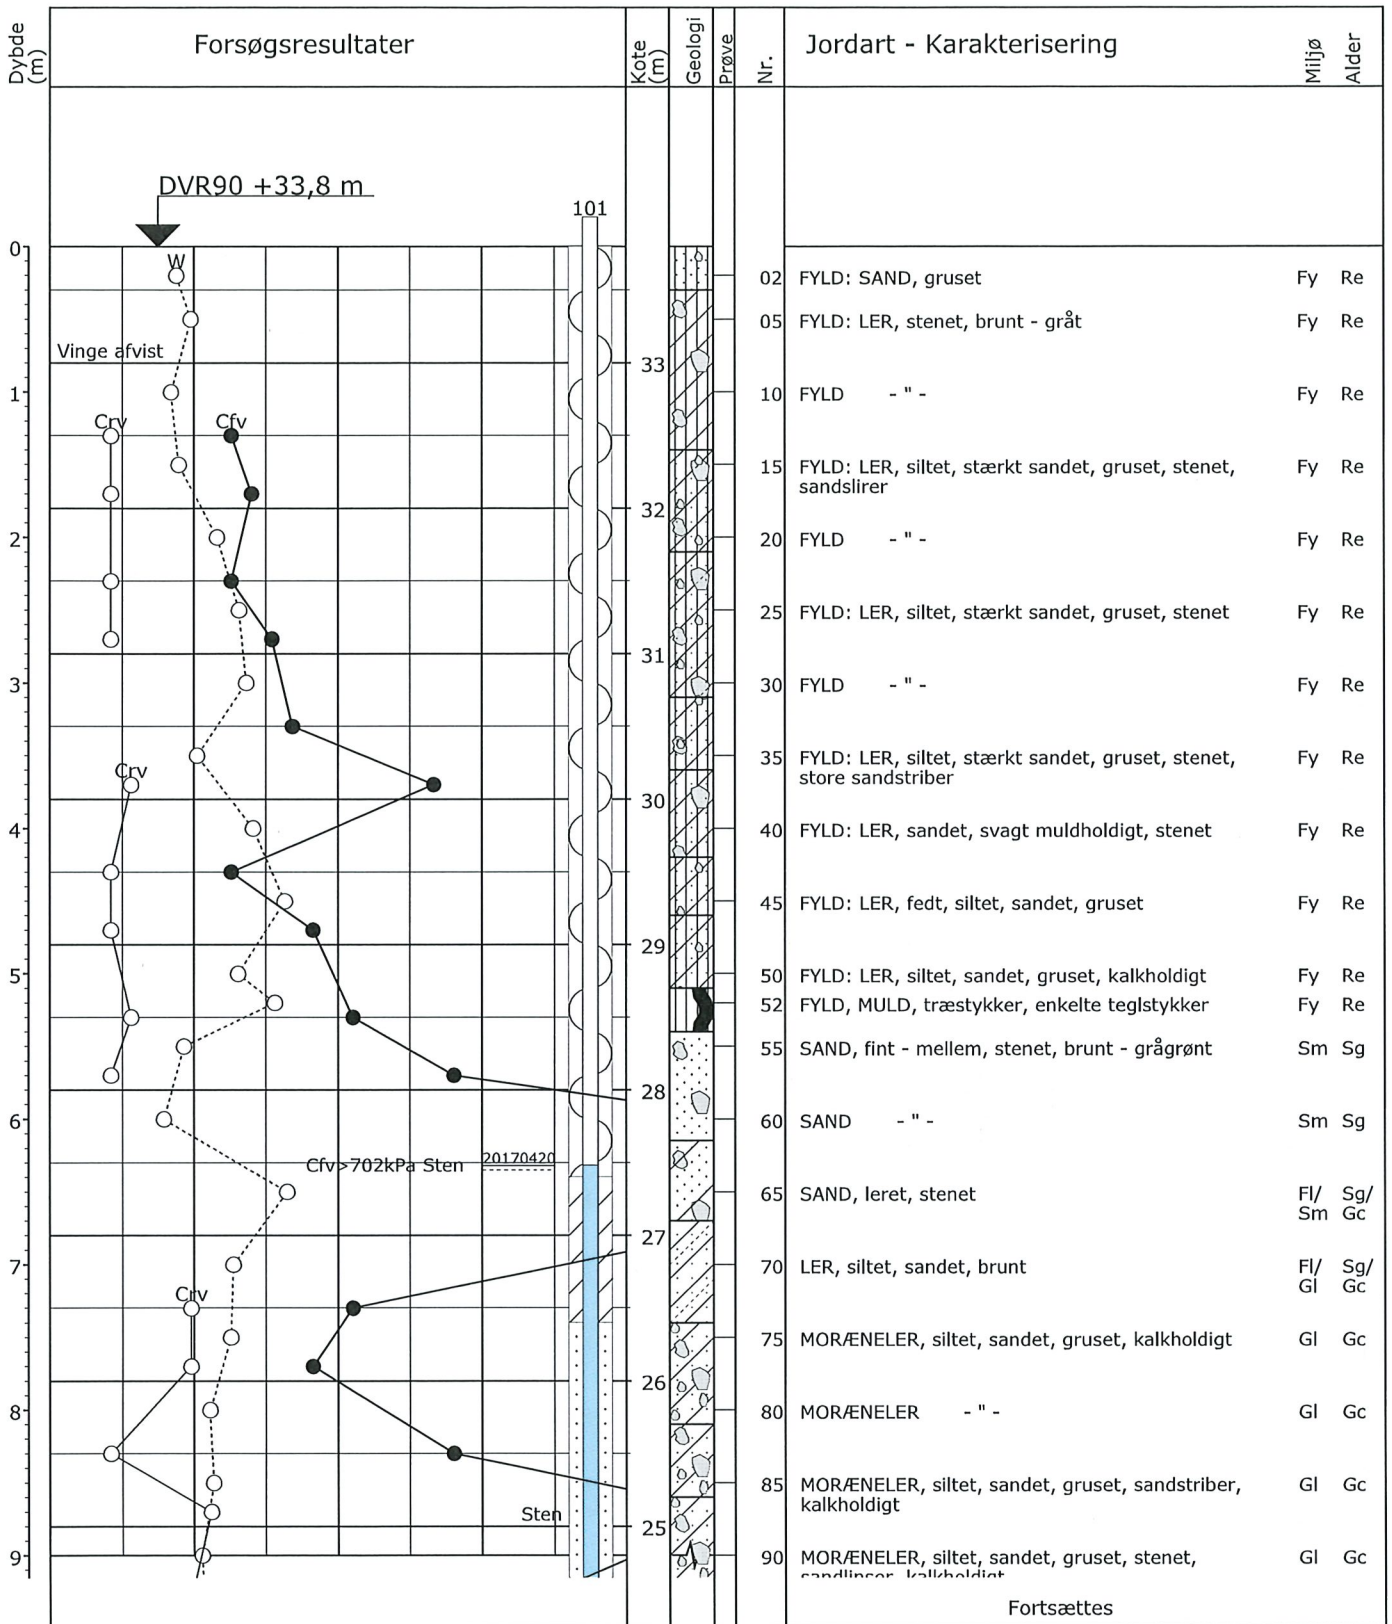 Dybde (m)
Forsøgsresultater
Kote (m)
Geologi
Prøve
Nr.
Jordart - Karakterisering
Miljø
Alder
DVR90 +33,8 m
101
0
W
02 FYLD: SAND, gruset Fy Re
05 FYLD: LER, stenet, brunt - gråt Fy Re
Vinge afvist
33
1
10 FYLD - " - Fy Re
Crv
Cfv
15 FYLD: LER, siltet, stærkt sandet, gruset, stenet, Fy Re
sandslirer
32
2
20 FYLD - " - Fy Re
25 FYLD: LER, siltet, stærkt sandet, gruset, stenet Fy Re
31
3
30 FYLD - " - Fy Re
35 FYLD: LER, siltet, stærkt sandet, gruset, stenet, Fy Re
Crv
store sandstriber
30
4
40 FYLD: LER, sandet, svagt muldholdigt, stenet Fy Re
45 FYLD: LER, fedt, siltet, sandet, gruset Fy Re
29
5
50 FYLD: LER, siltet, sandet, gruset, kalkholdigt Fy Re
52 FYLD, MULD, træstykker, enkelte teglstykker Fy Re
55 SAND, fint - mellem, stenet, brunt - grågrønt Sm Sg
28
6
60 SAND - " - Sm Sg
Cfv>702kPa Sten 20170420
65 SAND, leret, stenet Fl/ Sg/
Sm Gc
27
7
70 LER, siltet, sandet, brunt Fl/ Sg/
Gl Gc
Crv
75 MORÆNELER, siltet, sandet, gruset, kalkholdigt Gl Gc
26
8
80 MORÆNELER - " - Gl Gc
85 MORÆNELER, siltet, sandet, gruset, sandstriber, Gl Gc
kalkholdigt
Sten
25
9
90 MORÆNELER, siltet, sandet, gruset, stenet, Gl Gc
sandlinser, kalkholdigt
Fortsættes